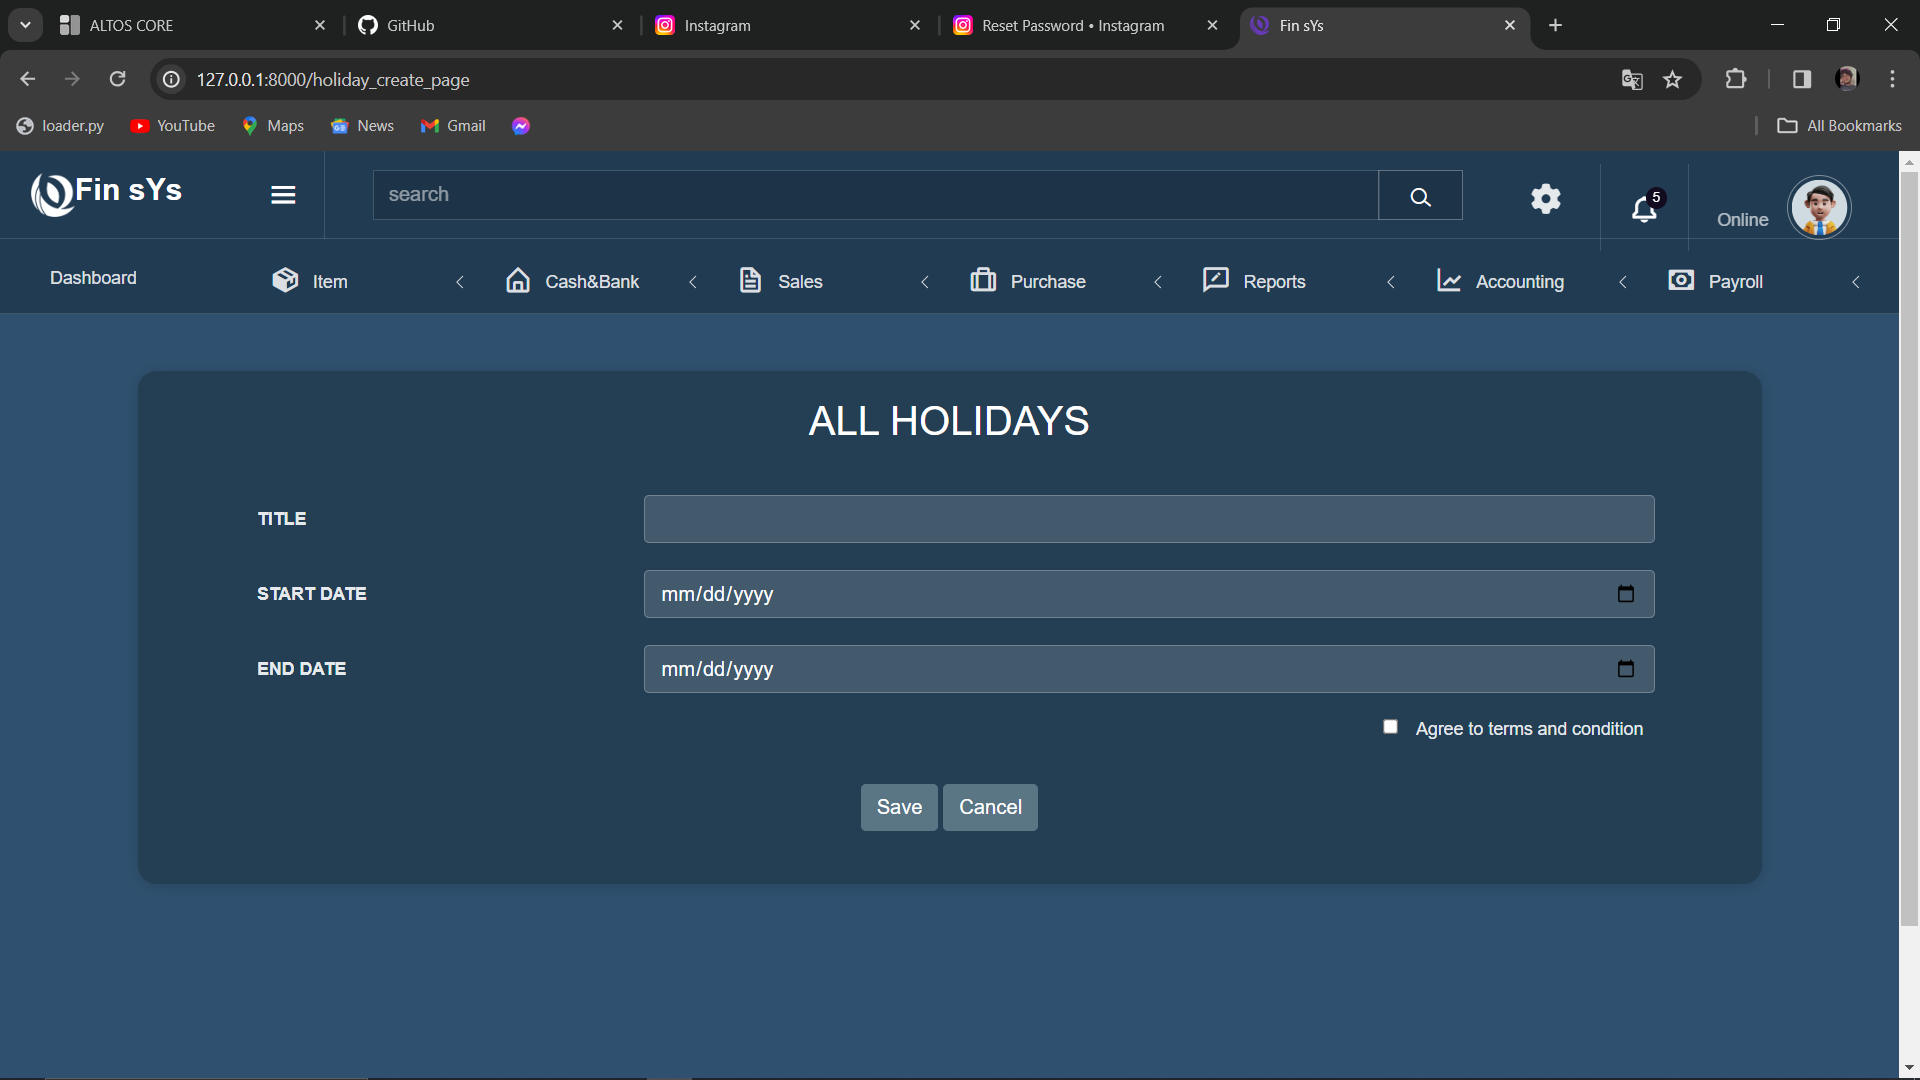 ALTOS CORE
GitHub
Instagram
Reset Password • Instagram
Fin sYs
127.0.0.1:8000/holiday_create_page
loader.py
YouTube
Maps
News
Gmail
All Bookmarks
Fin sYs
search
5
Online
Dashboard
Item
Cash&Bank
Sales
Purchase
Reports
Accounting
Payroll
ALL HOLIDAYS
TITLE
START DATE
mm/dd/yyyy
END DATE
mm/dd/yyyy
Agree to terms and condition
Save
Cancel